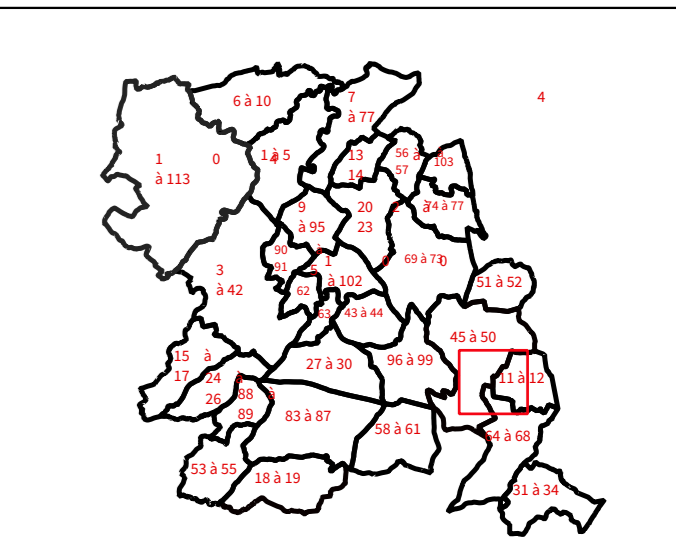 7
à 77
4
6 à 10
1 0
à 113
1 à 5
4
13
14
56 à
57
à
103
9
à 95
20
23
2
à
74 à 77
90
91
à
5
1
à 102
0
69 à 73
0
3
à 42
62
51 à 52
63
43 à 44
45 à 50
15 à
17
27 à 30
96 à 99
24 à
26
88 à
89
11 à 12
83 à 87
58 à 61
64 à 68
53 à 55
18 à 19
31 à 34